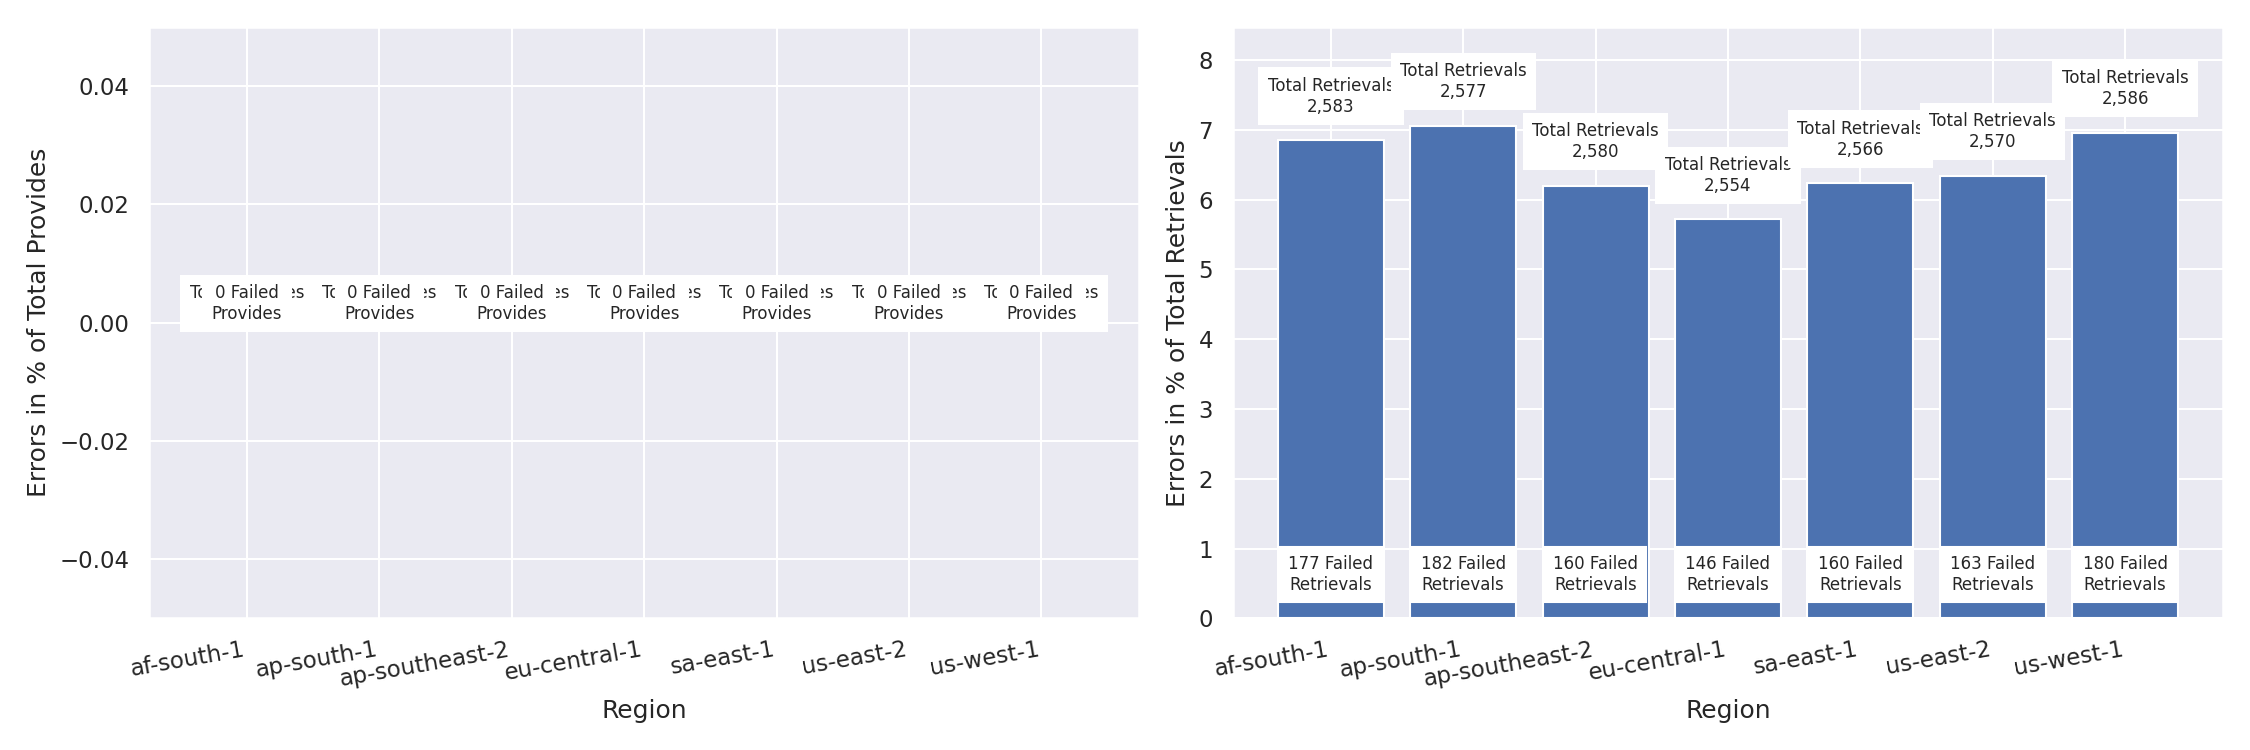 Errors in % of Total Provides
0.04
0.02
0.00
−0.02
−0.04
0 Failed
Provides
0 Failed
Provides
0 Failed
Provides
0 Failed
Provides
0 Failed
Provides
0 Failed
Provides
0 Failed
Provides
af-south-1
ap-south-1
ap-southeast-2
eu-central-1
sa-east-1
us-east-2
us-west-1
Region
Errors in % of Total Retrievals
8
7
6
5
4
3
2
1
0
Total Retrievals
2,583
Total Retrievals
2,577
Total Retrievals
2,580
Total Retrievals
2,554
Total Retrievals
2,566
Total Retrievals
2,570
Total Retrievals
2,586
177 Failed
Retrievals
182 Failed
Retrievals
160 Failed
Retrievals
146 Failed
Retrievals
160 Failed
Retrievals
163 Failed
Retrievals
180 Failed
Retrievals
af-south-1
ap-south-1
ap-southeast-2
eu-central-1
sa-east-1
us-east-2
us-west-1
Region